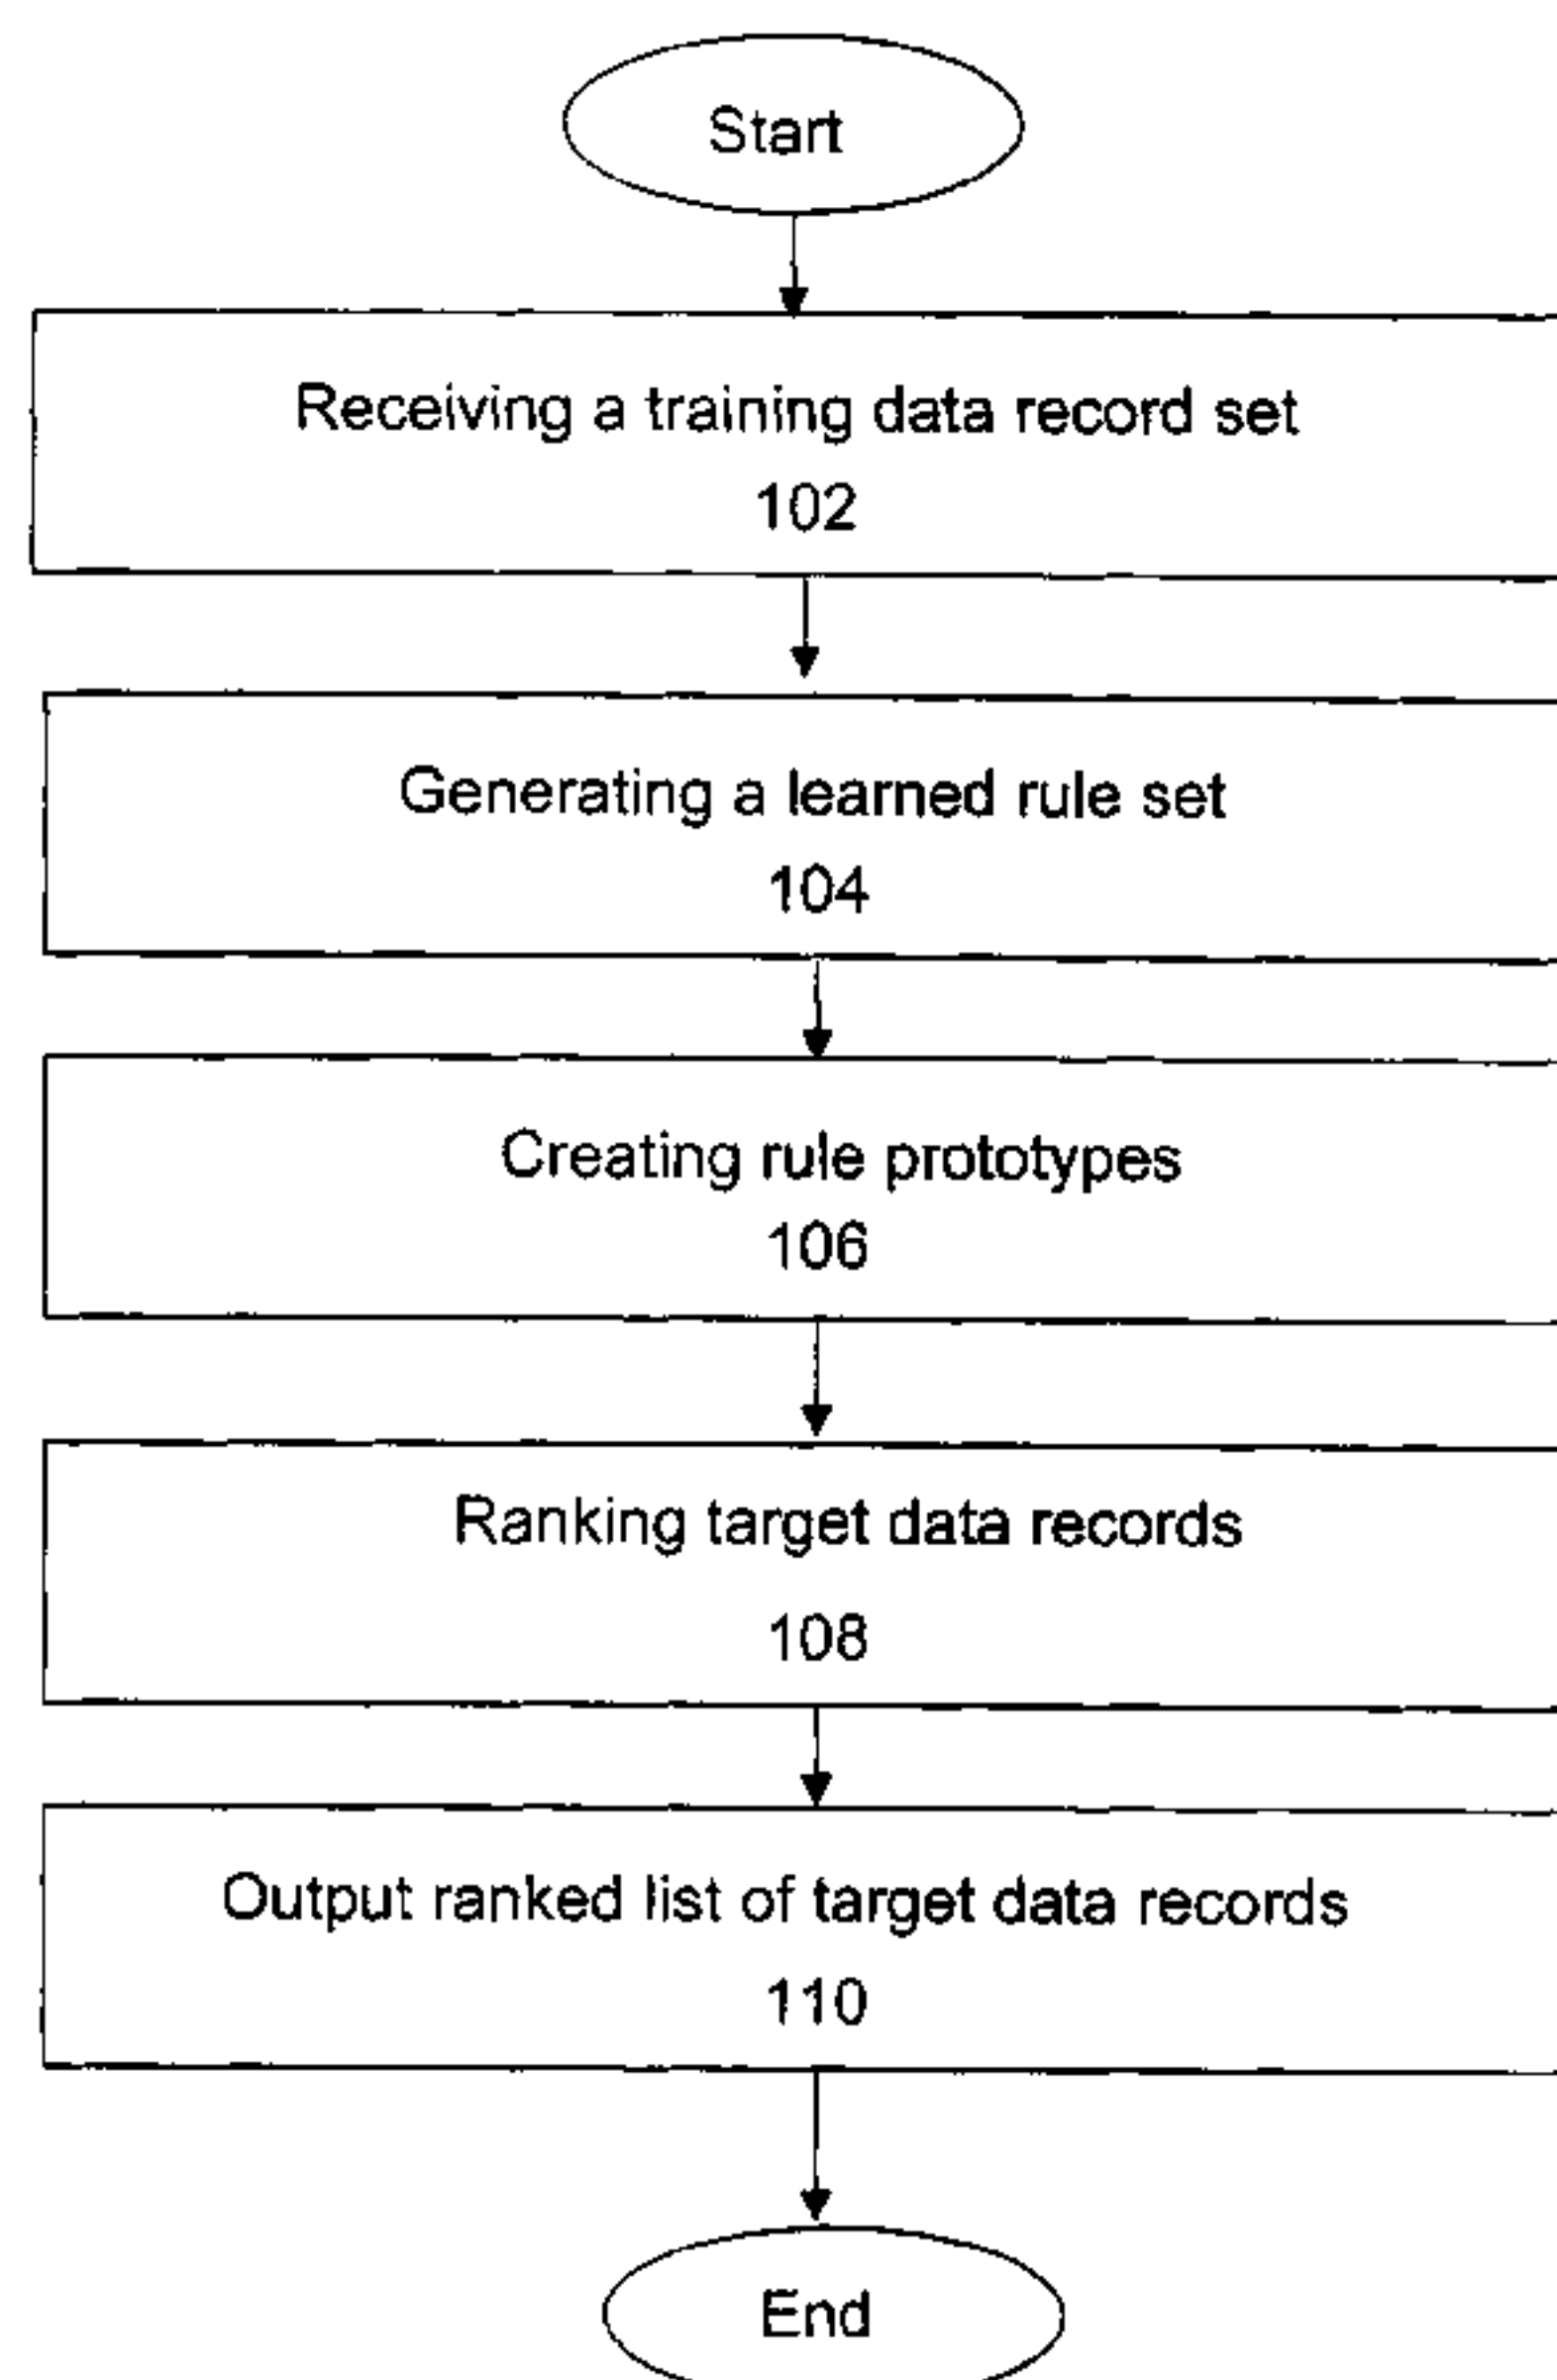 Start
Receiving a training data record set
102
Generating a learned rule set
104
Creating rule prototypes
106
Ranking target data records
108
Output ranked list of target data records
110
End